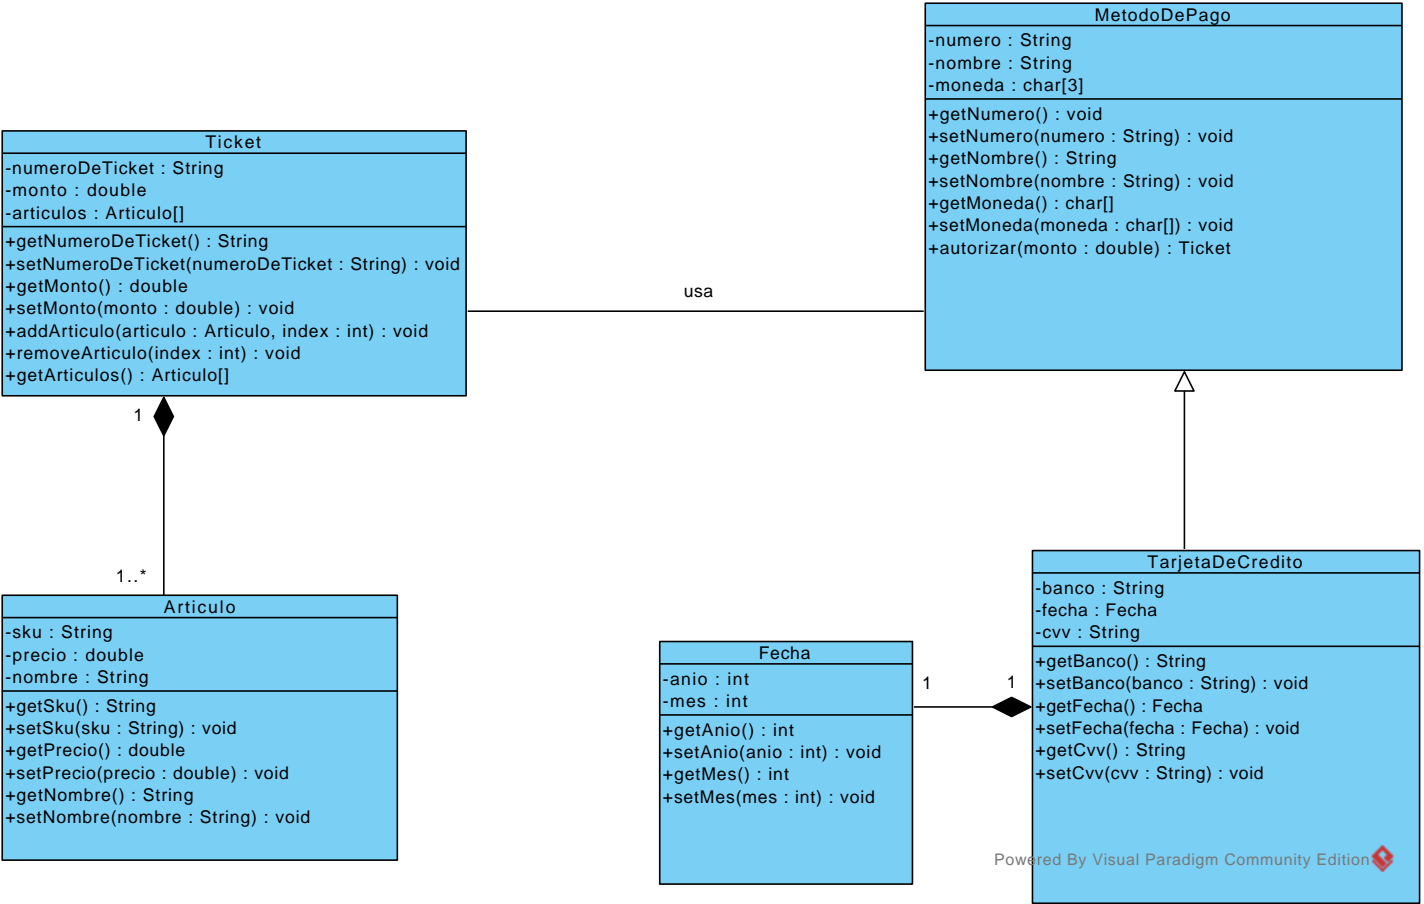 MetodoDePago
-numero : String
-nombre : String
-moneda : char[3]
+getNumero() : void
+setNumero(numero : String) : void
+getNombre() : String
+setNombre(nombre : String) : void
+getMoneda() : char[]
+setMoneda(moneda : char[]) : void
+autorizar(monto : double) : Ticket
Ticket
-numeroDeTicket : String
-monto : double
-articulos : Articulo[]
+getNumeroDeTicket() : String
+setNumeroDeTicket(numeroDeTicket : String) : void
+getMonto() : double
+setMonto(monto : double) : void
+addArticulo(articulo : Articulo, index : int) : void
+removeArticulo(index : int) : void
+getArticulos() : Articulo[]
usa
1
1..*
Articulo
-sku : String
-precio : double
-nombre : String
+getSku() : String
+setSku(sku : String) : void
+getPrecio() : double
+setPrecio(precio : double) : void
+getNombre() : String
+setNombre(nombre : String) : void
Fecha
-anio : int
-mes : int
+getAnio() : int
+setAnio(anio : int) : void
+getMes() : int
+setMes(mes : int) : void
1
1
TarjetaDeCredito
-banco : String
-fecha : Fecha
-cvv : String
+getBanco() : String
+setBanco(banco : String) : void
+getFecha() : Fecha
+setFecha(fecha : Fecha) : void
+getCvv() : String
+setCvv(cvv : String) : void
Powered By Visual Paradigm Community Edition